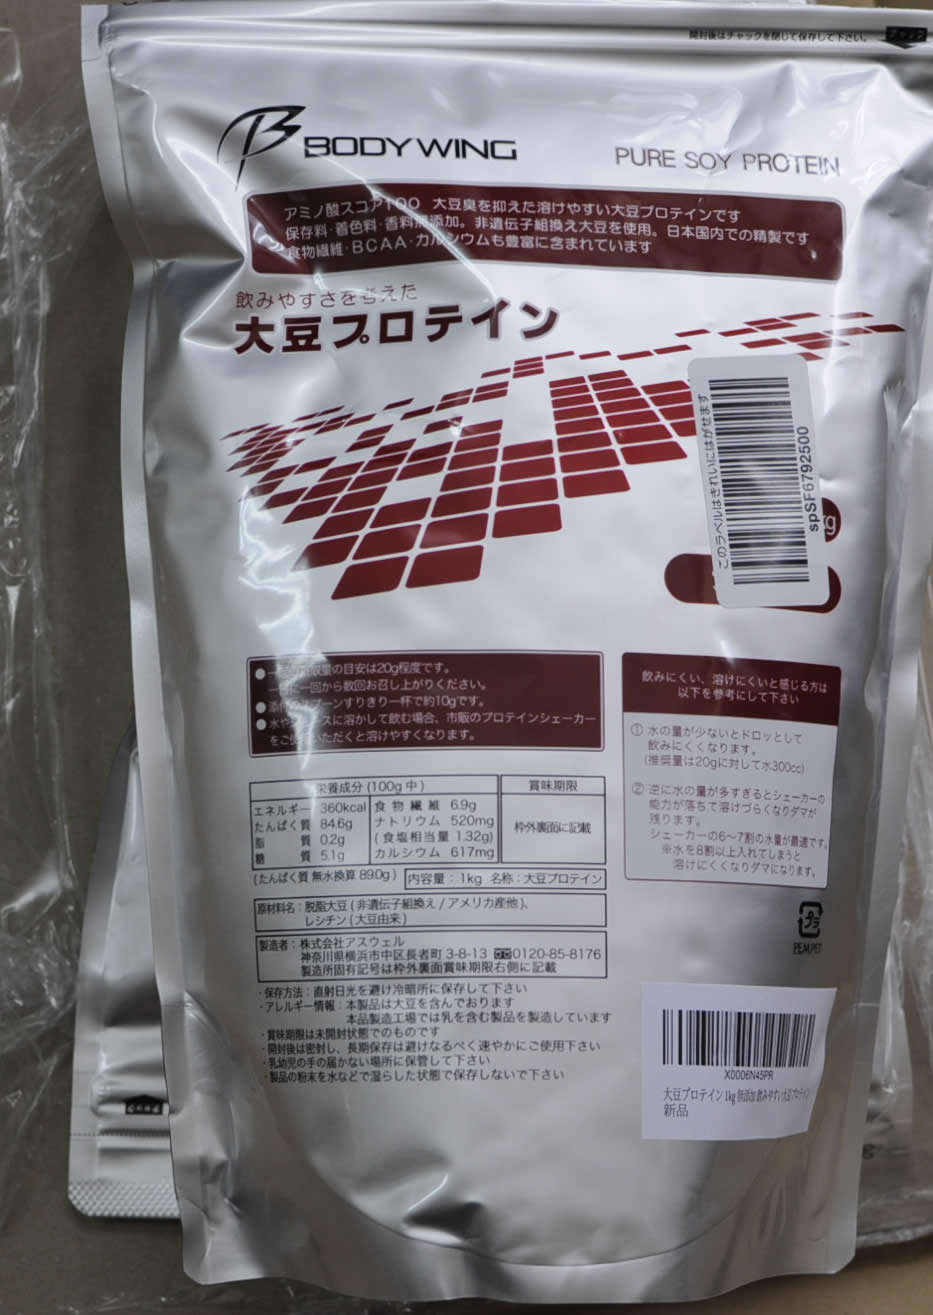 開封後はチャックを閉じて保存して下さい。 チャック
BODY WING
PURE SOY PROTEIN
アミノ酸スコア100 大豆臭を抑えた溶けやすい大豆プロテインです
保存料・着色料・香料無添加。非遺伝子組換え大豆を使用。日本国内での精製です
食物繊維・BCAA・カルシウムも豊富に含まれています
飲みやすさを考えた
大豆プロテイン
このラベルはきれいにはがせます
spSF6792500
g
の目安は20g程度です。
一回から数回お召し上がりください。
●添付のスプーンすりきり一杯で約10gです。
●水やジュースに溶かして飲む場合、市販のプロテインシェーカー
をご使いただくと溶けやすくなります。
飲みにくい、溶けにくいと感じる方は
以下を参考にして下さい
① 水の量が少ないとドロッとして
飲みにくくなります。
(推奨量は20gに対して水300cc)
② 逆に水の量が多すぎるとシェーカーの
能力が落ちて溶けづらくなりダマが
残ります。
シェーカーの6〜7割の水量が最適です。
※水を8割以上入れてしまうと
溶けにくくなりダマになります。
栄養成分 (100g 中)
エネルギー 360kcal
たんぱく質 84.6g
脂質 0.2g
糖質 5.1g
食物繊維 6.9g
ナトリウム 520mg
(食塩相当量 1.32g)
カルシウム 617mg
賞味期限
枠外裏面に記載
(たんぱく質 無水換算 89.0g)
内容量：1kg 名称：大豆プロテイン
原材料名：脱脂大豆 (非遺伝子組換え / アメリカ産他)、
レシチン (大豆由来)
製造者：株式会社アスウェル
神奈川県横浜市中区長者町 3-8-13 0120-85-8176
製造所固有記号は枠外裏面賞味期限右側に記載
・保存方法：直射日光を避け冷暗所に保存して下さい
・アレルギー情報：本製品は大豆を含んでおります
本品製造工場では乳を含む製品を製造しています
・賞味期限は未開封状態でのものです
・開封後は密封し、長期保存は避けなるべく速やかにご使用下さい
・乳幼児の手の届かない場所に保管して下さい
・製品の粉末を水などで湿らした状態で保存しないで下さい
プラ
PE,M,PET
X0006N45PR
大豆プロテイン 1kg 無添加 飲みやすい大豆プロテイン
新品